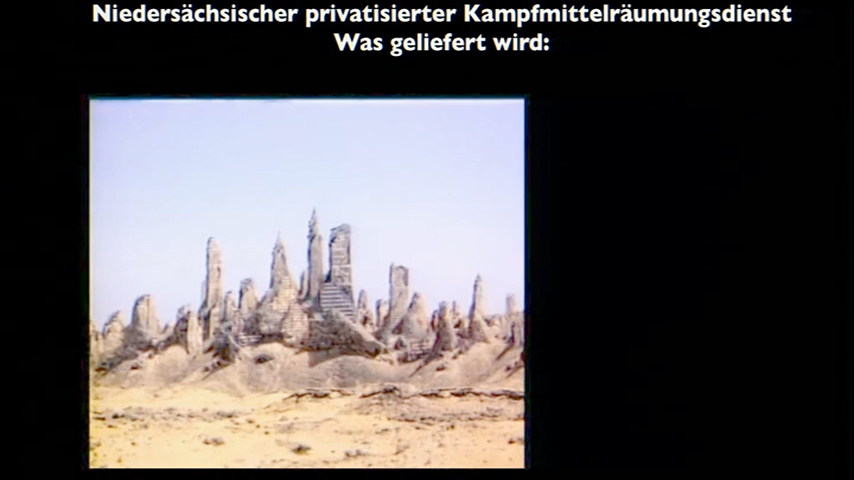 Niedersächsischer privatisierter Kampfmittelräumungsdienst
Was geliefert wird: